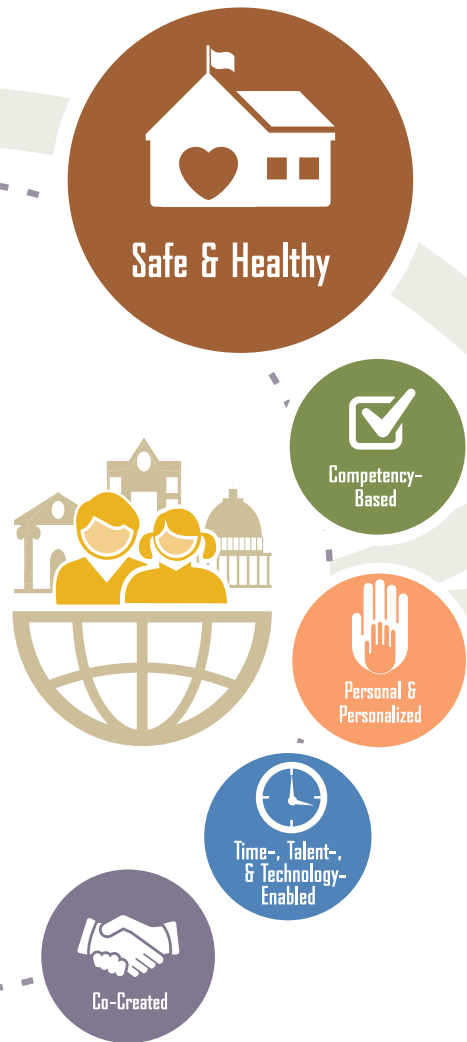 Safe & Healthy
Competency-
Based
Personal &
Personalized
Time-, Talent-,
& Technology-
Enabled
Co-Created